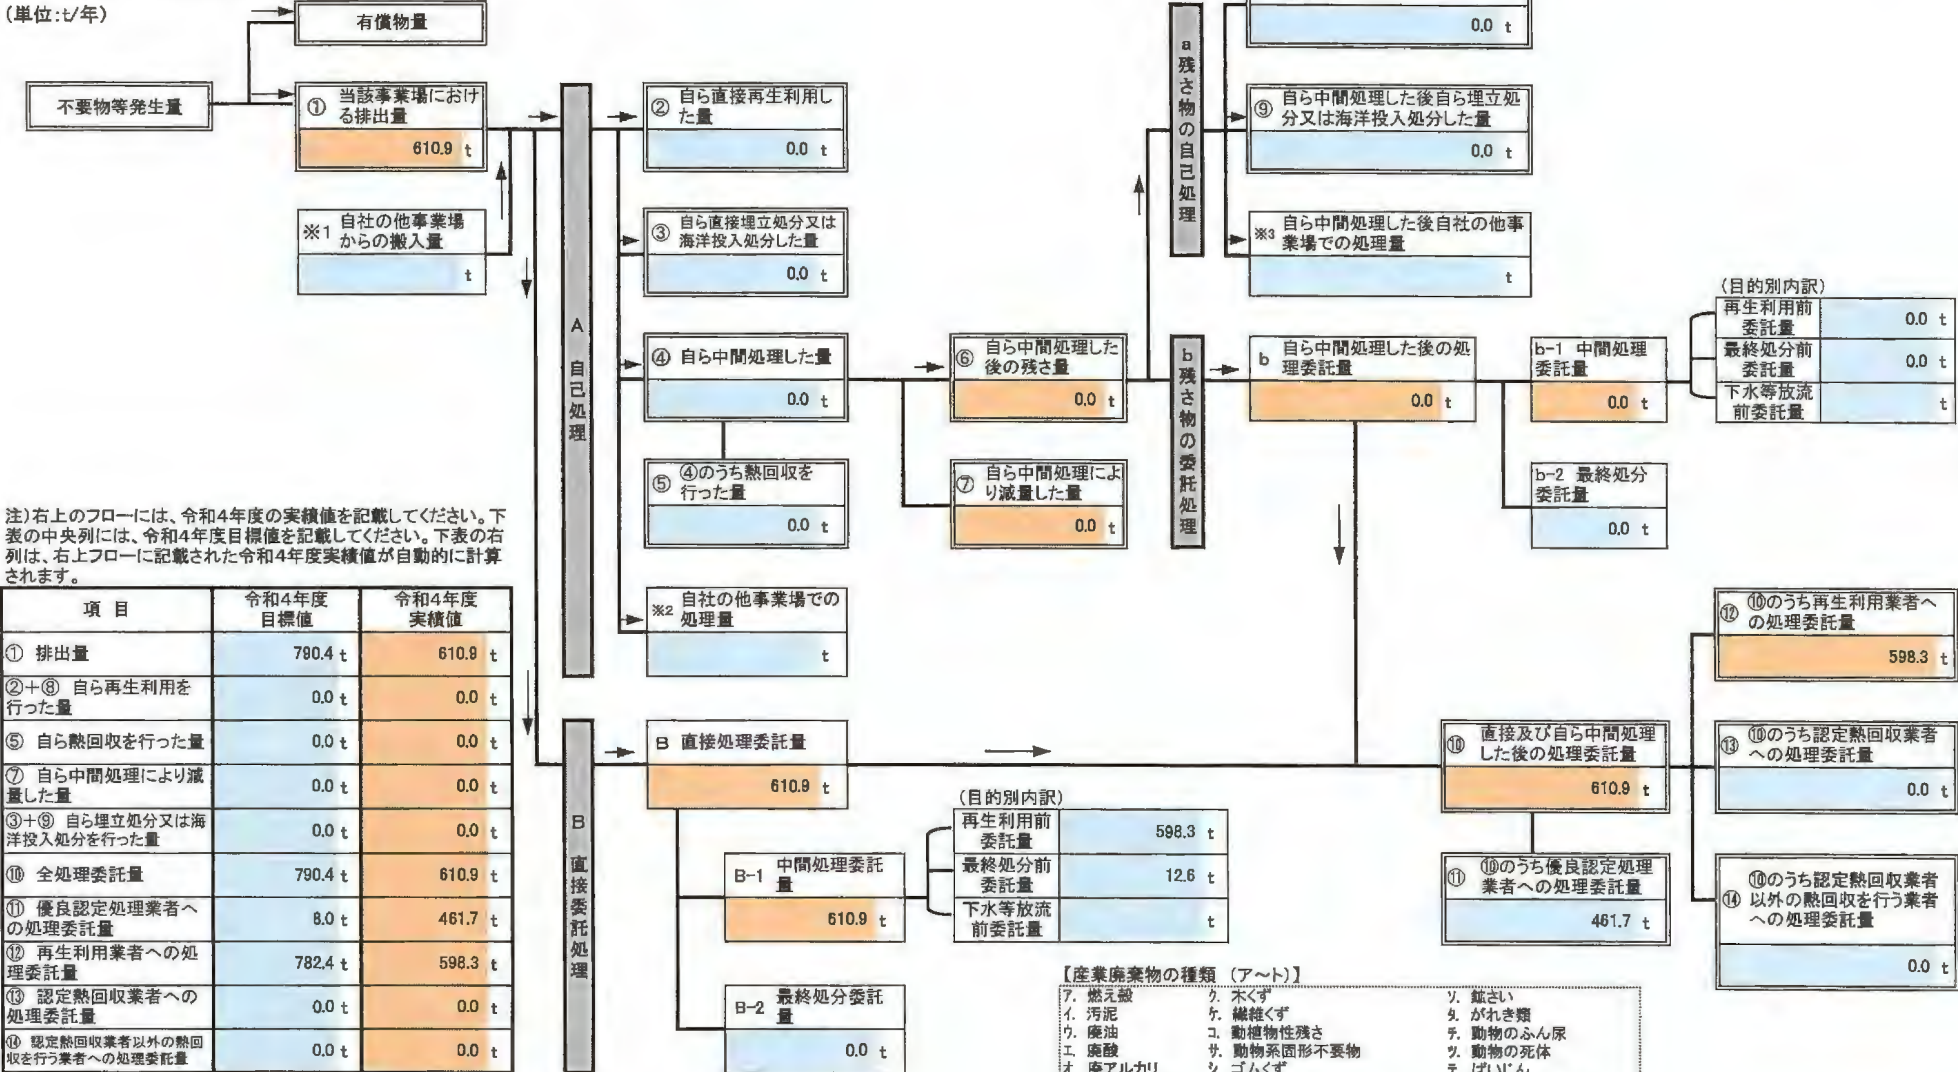 (単位:t/年)
有償物量
不要物等発生量
① 当該事業場におけ
る排出量
610.9 t
※1 自社の他事業場
からの搬入量
t
A 自己処理
② 自ら直接再生利用し
た量
0.0 t
③ 自ら直接埋立処分又は
海洋投入処分した量
0.0 t
④ 自ら中間処理した量
0.0 t
⑤ ④のうち熱回収を
行った量
0.0 t
※2 自社の他事業場での
処理量
t
⑥ 自ら中間処理した
後の残さ量
0.0 t
⑦ 自ら中間処理によ
り減量した量
0.0 t
a 残さ物の自己処理
0.0 t
⑨ 自ら中間処理した後自ら埋立処
分又は海洋投入処分した量
0.0 t
※3 自ら中間処理した後自社の他事
業場での処理量
t
b 残さ物の委託処理
b 自ら中間処理した後の処
理委託量
0.0 t
b-1 中間処理
委託量
0.0 t
b-2 最終処分
委託量
0.0 t
(目的別内訳)
再生利用前
委託量 0.0 t
最終処分前
委託量 0.0 t
下水等放流
前委託量 t
注)右上のフローには、令和4年度の実績値を記載してください。下
表の中央列には、令和4年度目標値を記載してください。下表の右
列は、右上フローに記載された令和4年度実績値が自動的に計算
されます。
項 目 令和4年度
目標値 令和4年度
実績値
① 排出量 790.4 t 610.9 t
②+⑧ 自ら再生利用を
行った量 0.0 t 0.0 t
⑤ 自ら熱回収を行った量 0.0 t 0.0 t
⑦ 自ら中間処理により減
量した量 0.0 t 0.0 t
③+⑨ 自ら埋立処分又は海
洋投入処分を行った量 0.0 t 0.0 t
⑩ 全処理委託量 790.4 t 610.9 t
⑪ 優良認定処理業者へ
の処理委託量 8.0 t 461.7 t
⑫ 再生利用業者への処
理委託量 782.4 t 598.3 t
⑬ 認定熱回収業者への
処理委託量 0.0 t 0.0 t
⑭ 認定熱回収業者以外の熱回
収を行う業者への処理委託量 0.0 t 0.0 t
B 直接委託処理
B 直接処理委託量
610.9 t
B-1 中間処理委託
量
610.9 t
B-2 最終処分委託
量
0.0 t
(目的別内訳)
再生利用前
委託量 598.3 t
最終処分前
委託量 12.6 t
下水等放流
前委託量 t
⑩ 直接及び自ら中間処理
した後の処理委託量
610.9 t
⑪ ⑩のうち優良認定処理
業者への処理委託量
461.7 t
⑫ ⑩のうち再生利用業者へ
の処理委託量
598.3 t
⑬ ⑩のうち認定熱回収業者
への処理委託量
0.0 t
⑭ ⑩のうち認定熱回収業者
以外の熱回収を行う業者
への処理委託量
0.0 t
【産業廃棄物の種類 (ア~ト)】
ア. 燃え殻 ク. 木くず ソ. 鉱さい
イ. 汚泥 ケ. 繊維くず タ. がれき類
ウ. 廃油 コ. 動植物性残さ チ. 動物のふん尿
エ. 廃酸 サ. 動物系固形不要物 ツ. 動物の死体
オ. 廃アルカリ シ. ゴムくず テ. ばいじん